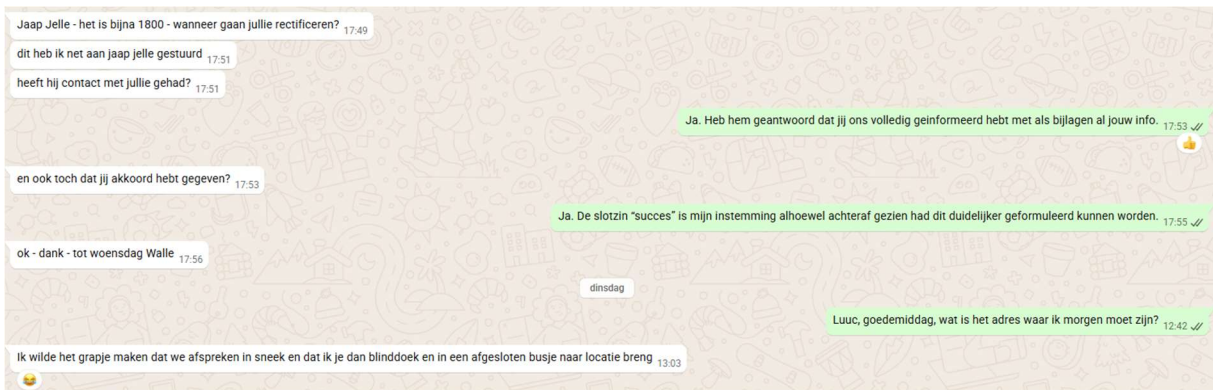 Jaap Jelle - het is bijna 1800 - wanneer gaan jullie rectificeren? 17:49
dit heb ik net aan jaap jelle gestuurd 17:51
heeft hij contact met jullie gehad? 17:51
Ja. Heb hem geantwoord dat jij ons volledig geinformeerd hebt met als bijlagen al jouw info. 17:53
en ook toch dat jij akkoord hebt gegeven? 17:53
Ja. De slotzin “succes” is mijn instemming alhoewel achteraf gezien had dit duidelijker geformuleerd kunnen worden. 17:55
ok - dank - tot woensdag Walle 17:56
dinsdag
Luuc, goedemiddag, wat is het adres waar ik morgen moet zijn? 12:42
Ik wilde het grapje maken dat we afspreken in sneek en dat ik je dan blinddoek en in een afgesloten busje naar locatie breng 13:03